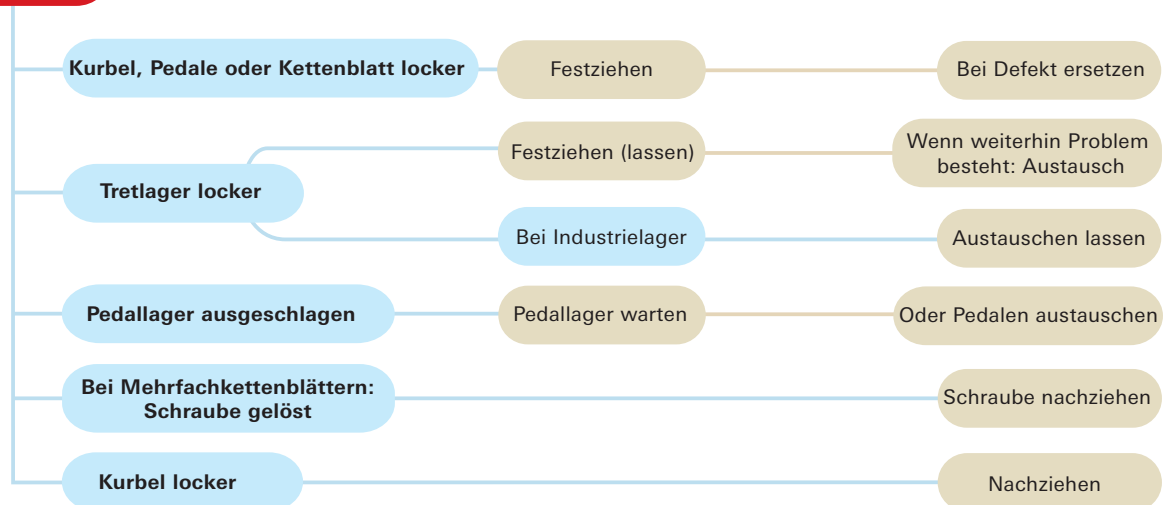 Kurbel, Pedale oder Kettenblatt locker
Festziehen
Bei Defekt ersetzen
Tretlager locker
Festziehen (lassen)
Wenn weiterhin Problem
besteht: Austausch
Bei Industrielager
Austauschen lassen
Pedallager ausgeschlagen
Pedallager warten
Oder Pedalen austauschen
Bei Mehrfachkettenblättern:
Schraube gelöst
Schraube nachziehen
Kurbel locker
Nachziehen